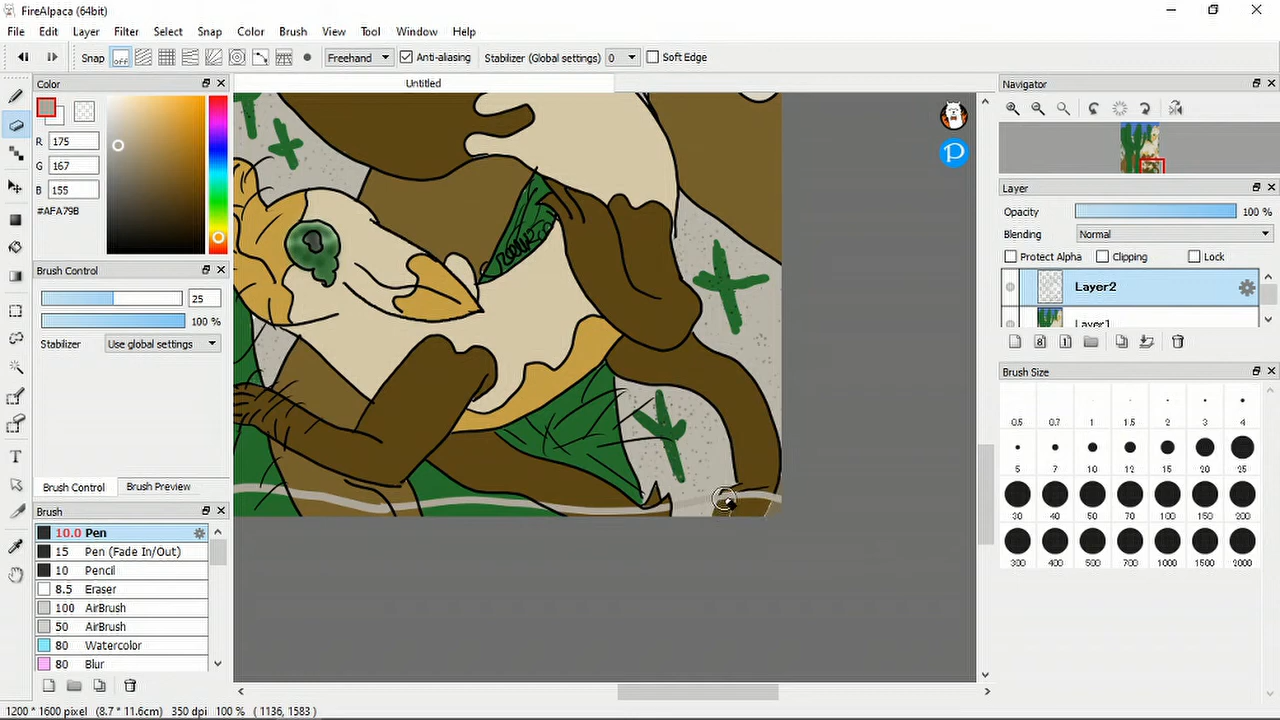 FireAlpaca (64bit)
File Edit Layer Filter Select Snap Color Brush View Tool Window Help
Snap off Freehand Anti-aliasing Stabilizer (Global settings) 0 Soft Edge
Color
Untitled
Navigator
R 175
G 167
B 155
#AFA79B
Layer
Opacity 100 %
Blending Normal
Protect Alpha Clipping Lock
Layer2
Layer1
8 1
Brush Control
25
100 %
Stabilizer Use global settings
Brush Control Brush Preview
Brush
10.0 Pen
15 Pen (Fade In/Out)
10 Pencil
8.5 Eraser
100 AirBrush
50 AirBrush
80 Watercolor
80 Blur
Brush Size
0.5 0.7 1 1.5 2 3 4
5 7 10 12 15 20 25
30 40 50 70 100 150 200
300 400 500 700 1000 1500 2000
P
1200 * 1600 pixel (8.7 * 11.6cm) 350 dpi 100 % ( 1136, 1583 )